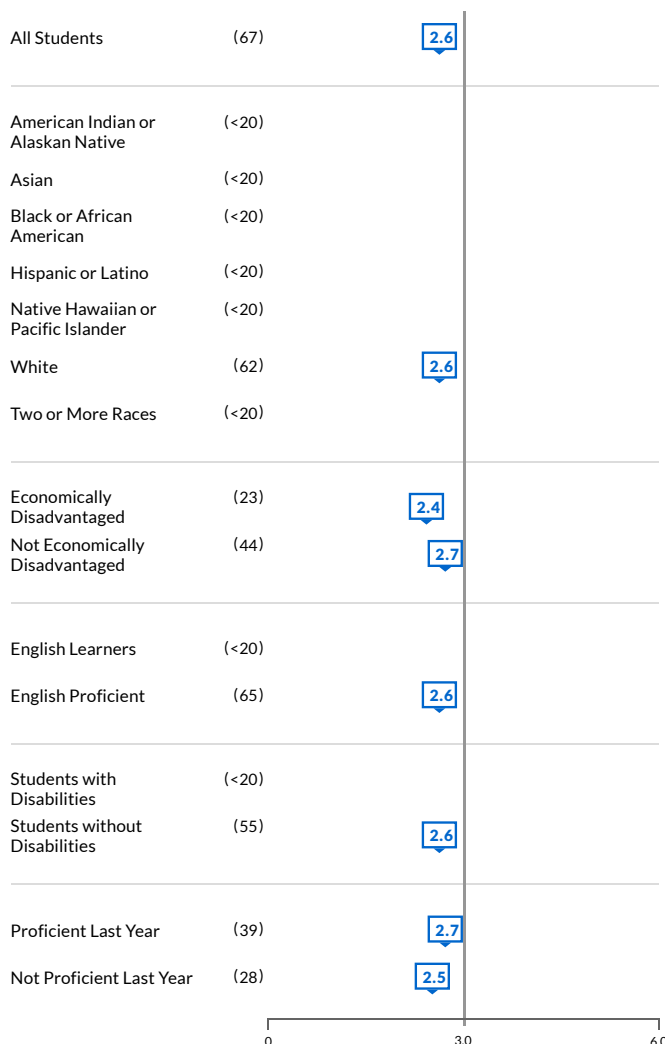 All Students (67) 2.6
American Indian or (<20)
Alaskan Native
Asian (<20)
Black or African (<20)
American
Hispanic or Latino (<20)
Native Hawaiian or (<20)
Pacific Islander
White (62) 2.6
Two or More Races (<20)
Economically (23) 2.4
Disadvantaged
Not Economically (44) 2.7
Disadvantaged
English Learners (<20)
English Proficient (65) 2.6
Students with (<20)
Disabilities
Students without (55) 2.6
Disabilities
Proficient Last Year (39) 2.7
Not Proficient Last Year (28) 2.5
0 3.0 6.0